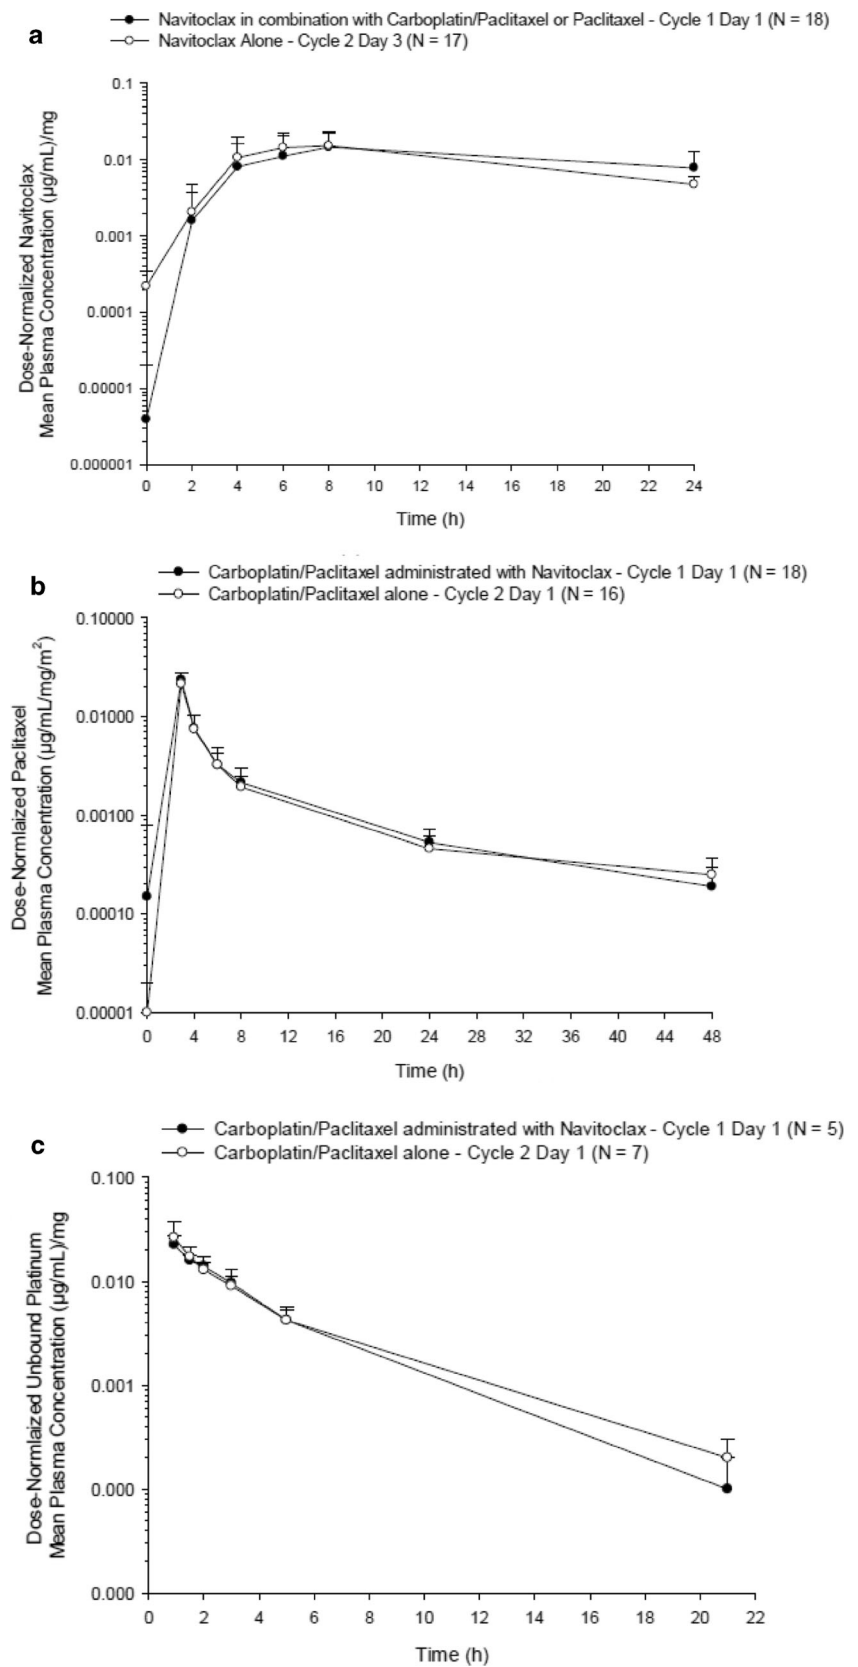 a
Navitoclax in combination with Carboplatin/Paclitaxel or Paclitaxel - Cycle 1 Day 1 (N = 18)
Navitoclax Alone - Cycle 2 Day 3 (N = 17)
Dose-Normalized Navitoclax
Mean Plasma Concentration (µg/mL)/mg
0.1
0.01
0.001
0.0001
0.00001
0.000001
0 2 4 6 8 10 12 14 16 18 20 22 24
Time (h)
b
Carboplatin/Paclitaxel administrated with Navitoclax - Cycle 1 Day 1 (N = 18)
Carboplatin/Paclitaxel alone - Cycle 2 Day 1 (N = 16)
Dose-Normlaized Paclitaxel
Mean Plasma Concentration (µg/mL/mg/m²)
0.10000
0.01000
0.00100
0.00010
0.00001
0 4 8 12 16 20 24 28 32 36 40 44 48
Time (h)
c
Carboplatin/Paclitaxel administrated with Navitoclax - Cycle 1 Day 1 (N = 5)
Carboplatin/Paclitaxel alone - Cycle 2 Day 1 (N = 7)
Dose-Normlaized Unbound Platinum
Mean Plasma Concentration (µg/mL)/mg
0.100
0.010
0.001
0.000
0.000
0 2 4 6 8 10 12 14 16 18 20 22
Time (h)